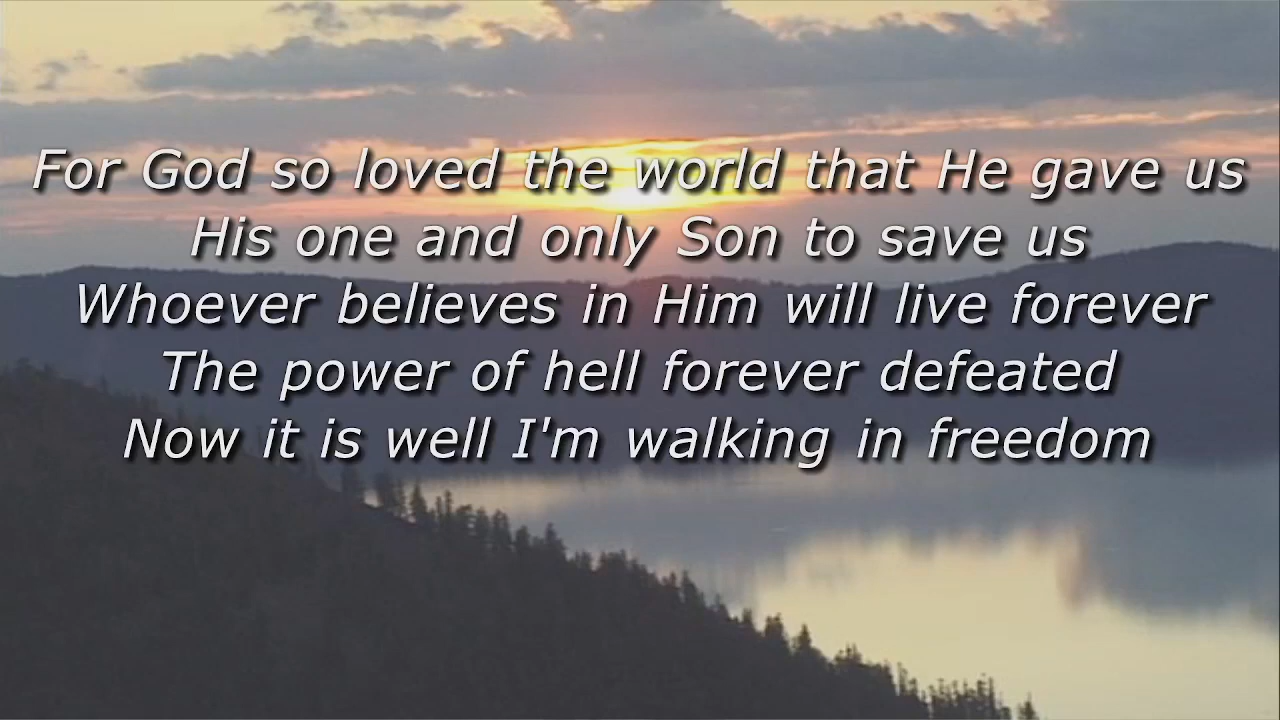 For God so loved the world that He gave us
His one and only Son to save us
Whoever believes in Him will live forever
The power of hell forever defeated
Now it is well I'm walking in freedom